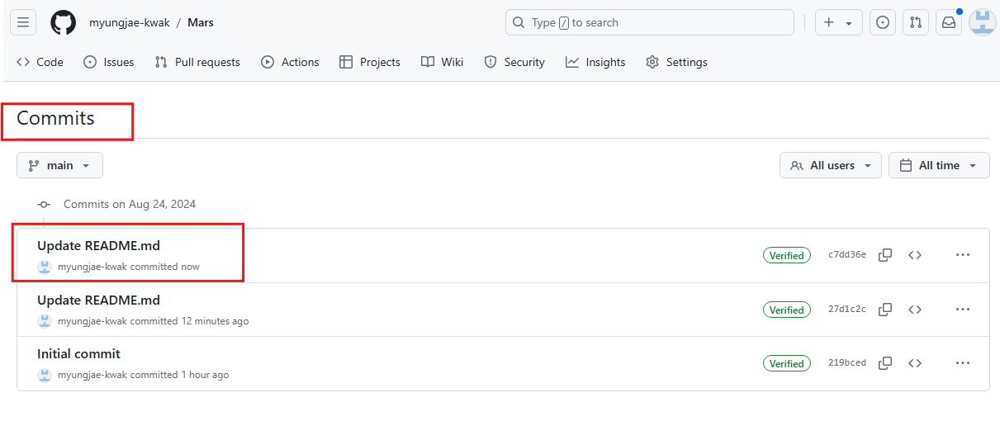 myungjae-kwak / Mars
Type / to search
Code Issues Pull requests Actions Projects Wiki Security Insights Settings
Commits
main
All users
All time
Commits on Aug 24, 2024
Update README.md
myungjae-kwak committed now
Verified
c7dd36e
Update README.md
myungjae-kwak committed 12 minutes ago
Verified
27d1c2c
Initial commit
myungjae-kwak committed 1 hour ago
Verified
219bced